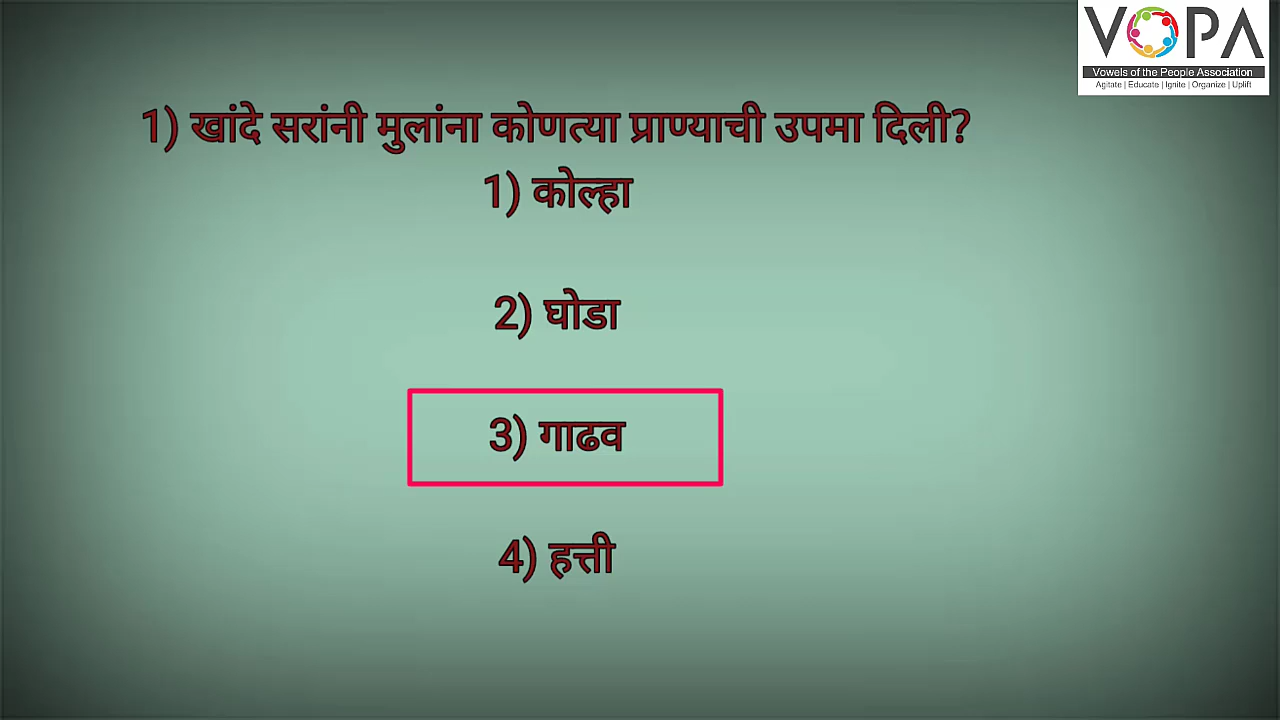 VOPA
Vowels of the People Association
Agitate | Educate | Ignite | Organize | Uplift
1) खांदे सरांनी मुलांना कोणत्या प्राण्याची उपमा दिली?
1) कोल्हा
2) घोडा
3) गाढव
4) हत्ती